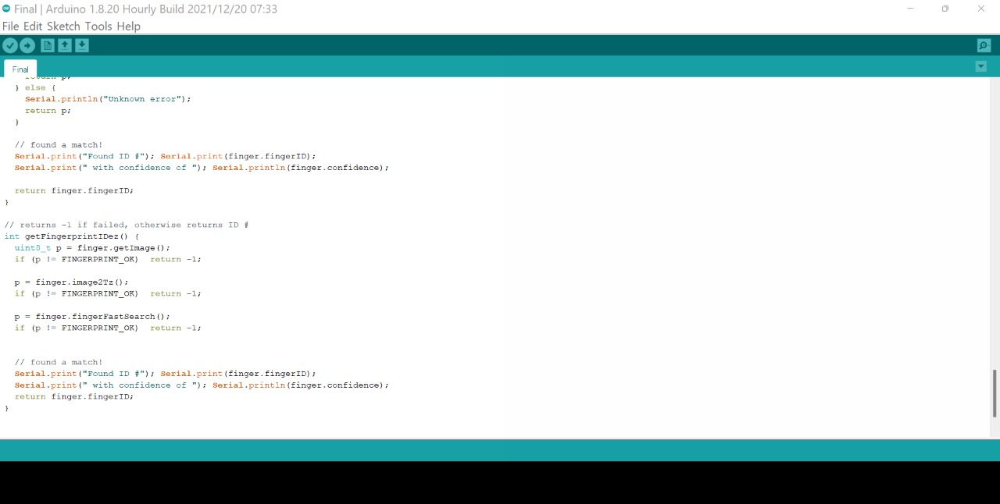 Final | Arduino 1.8.20 Hourly Build 2021/12/20 07:33
File Edit Sketch Tools Help
Final
return p;
} else {
Serial.println("Unknown error");
return p;
}
// found a match!
Serial.print("Found ID #"); Serial.print(finger.fingerID);
Serial.print(" with confidence of "); Serial.println(finger.confidence);
return finger.fingerID;
}
// returns -1 if failed, otherwise returns ID #
int getFingerprintIDez() {
uint8_t p = finger.getImage();
if (p != FINGERPRINT_OK)  return -1;
p = finger.image2Tz();
if (p != FINGERPRINT_OK)  return -1;
p = finger.fingerFastSearch();
if (p != FINGERPRINT_OK)  return -1;
// found a match!
Serial.print("Found ID #"); Serial.print(finger.fingerID);
Serial.print(" with confidence of "); Serial.println(finger.confidence);
return finger.fingerID;
}